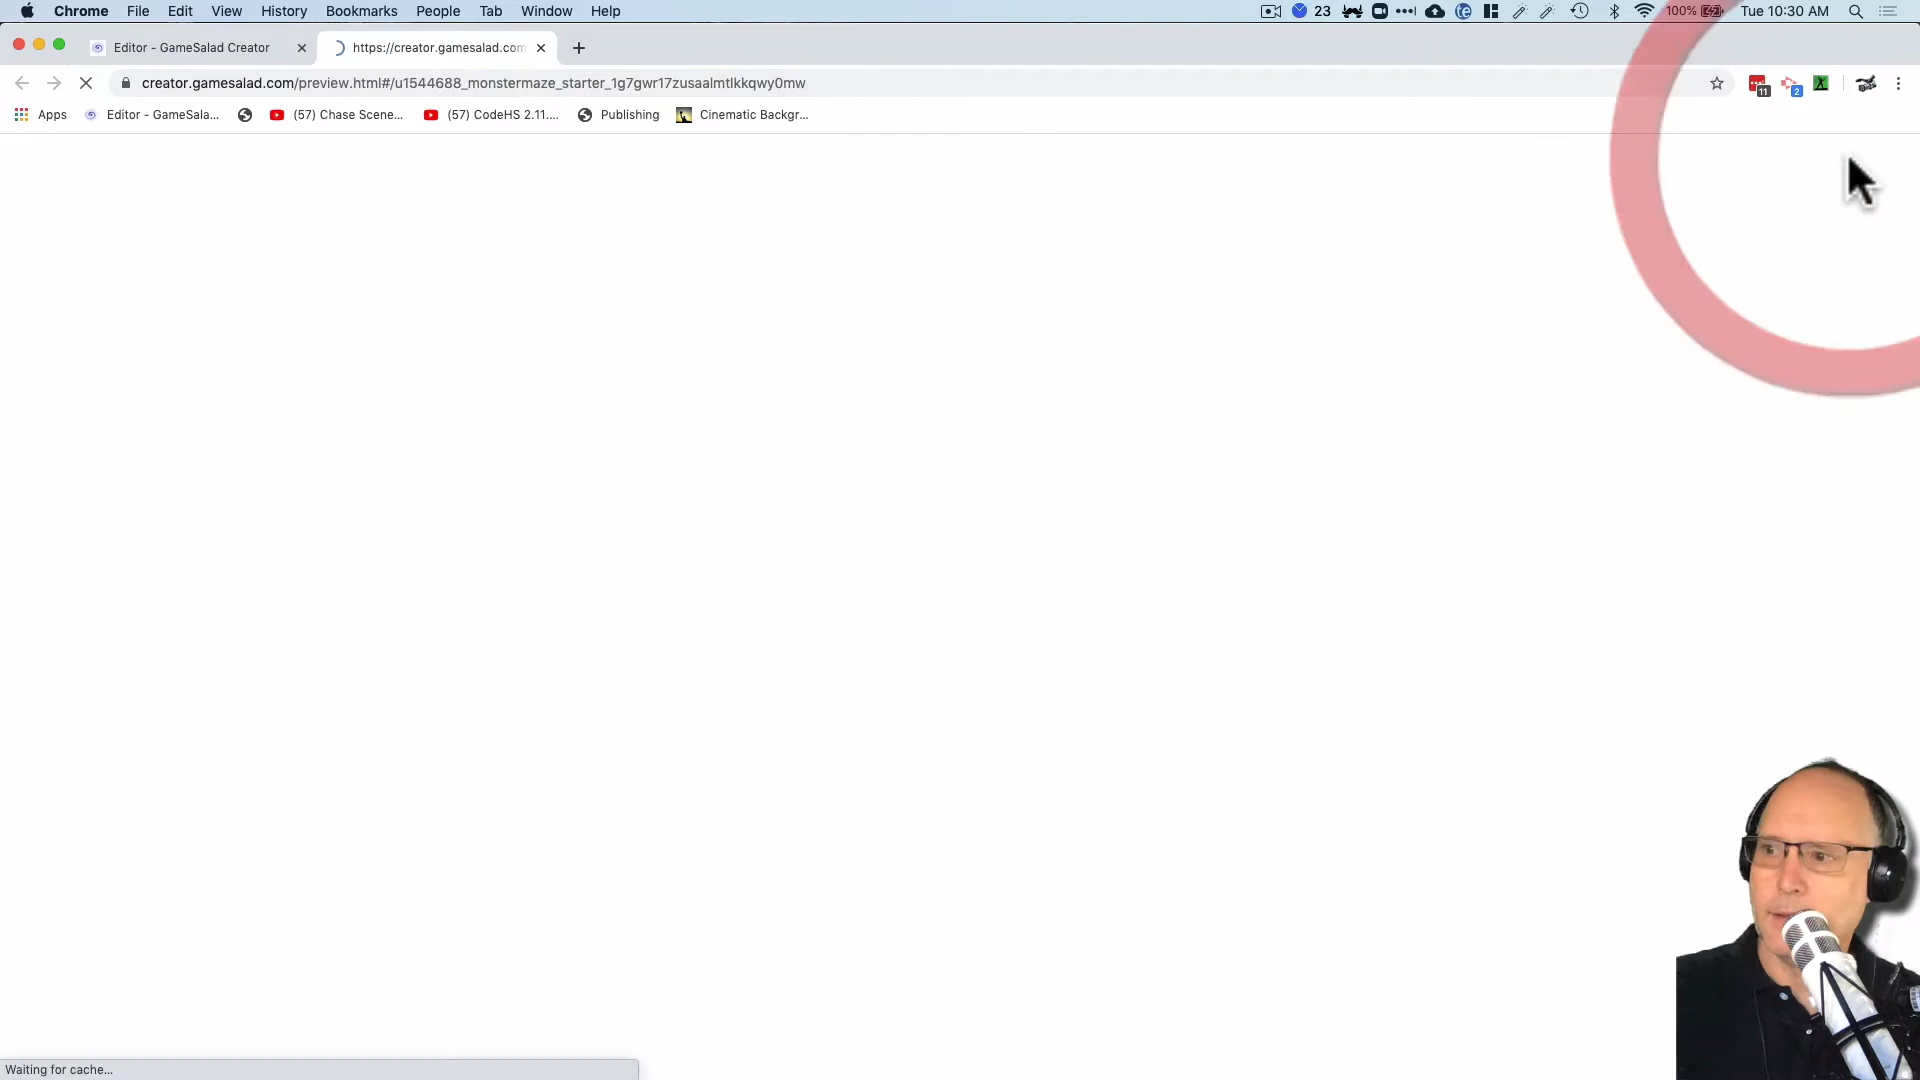 Chrome File Edit View History Bookmarks People Tab Window Help 23 100% Tue 10:30 AM
Editor - GameSalad Creator https://creator.gamesalad.com
creator.gamesalad.com/preview.html#/u1544688_monstermaze_starter_1g7gwr17zusaalmtlkkqwy0mw 11 2
Apps Editor - GameSala... (57) Chase Scene... (57) CodeHS 2.11.... Publishing Cinematic Backgr...
Waiting for cache...